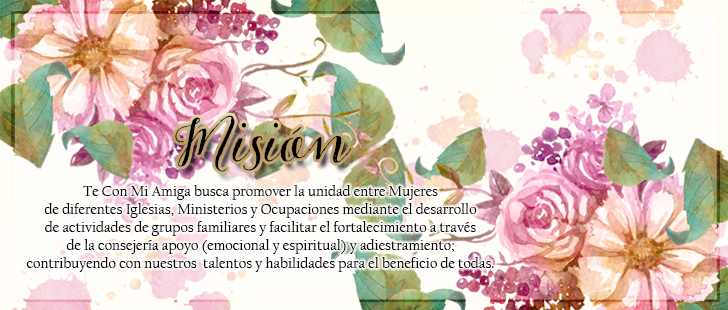 Misión
Te Con Mi Amiga busca promover la unidad entre Mujeres
de diferentes Iglesias, Ministerios y Ocupaciones mediante el desarrollo
de actividades de grupos familiares y facilitar el fortalecimiento a través
de la consejería apoyo (emocional y espiritual) y adiestramiento;
contribuyendo con nuestros talentos y habilidades para el beneficio de todas.